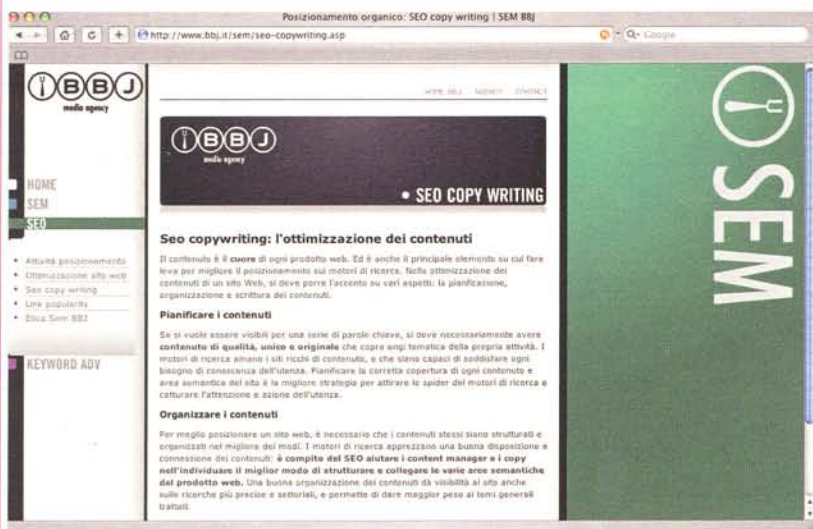 Posizionamento organico: SEO copy writing | SEM BBJ
http://www.bbj.it/sem/seo-copywriting.asp
Google
BBJ
media agency
HOME BBJ AGENCY CONTACT
BBJ
media agency
• SEO COPY WRITING
HOME
SEM
SEO
• Attività posizionamento
• Ottimizzazione sito web
• Seo copy writing
• Link popularity
• Etica Sem BBJ
KEYWORD ADV
Seo copywriting: l'ottimizzazione dei contenuti
Il contenuto è il cuore di ogni prodotto web. Ed è anche il principale elemento su cui fare
leva per migliore il posizionamento sui motori di ricerca. Nella ottimizzazione dei
contenuti di un sito Web, si deve porre l'accento su vari aspetti: la pianificazione,
organizzazione e scrittura dei contenuti.
Pianificare i contenuti
Se si vuole essere visibili per una serie di parole chiave, si deve necessariamente avere
contenuto di qualità, unico e originale che copra ogni tematica della propria attività. I
motori di ricerca amano i siti ricchi di contenuto, e che siano capaci di soddisfare ogni
bisogno di conoscenza dell'utenza. Pianificare la corretta copertura di ogni contenuto e
area semantica del sito è la migliore strategia per attirare lo spider dei motori di ricerca e
catturare l'attenzione e azione dell'utenza.
Organizzare i contenuti
Per meglio posizionare un sito web, è necessario che i contenuti stessi siano strutturati e
organizzati nel migliore dei modi. I motori di ricerca apprezzano una buona disposizione e
connessione dei contenuti: è compito del SEO aiutare i content manager e i copy
nell'individuare il miglior modo di strutturare e collegare le varie aree semantiche
del prodotto web. Una buona organizzazione dei contenuti dà visibilità al sito anche
sulle ricerche più precise e settoriali, e permette di dare maggior peso ai temi generali
trattati.
SEM